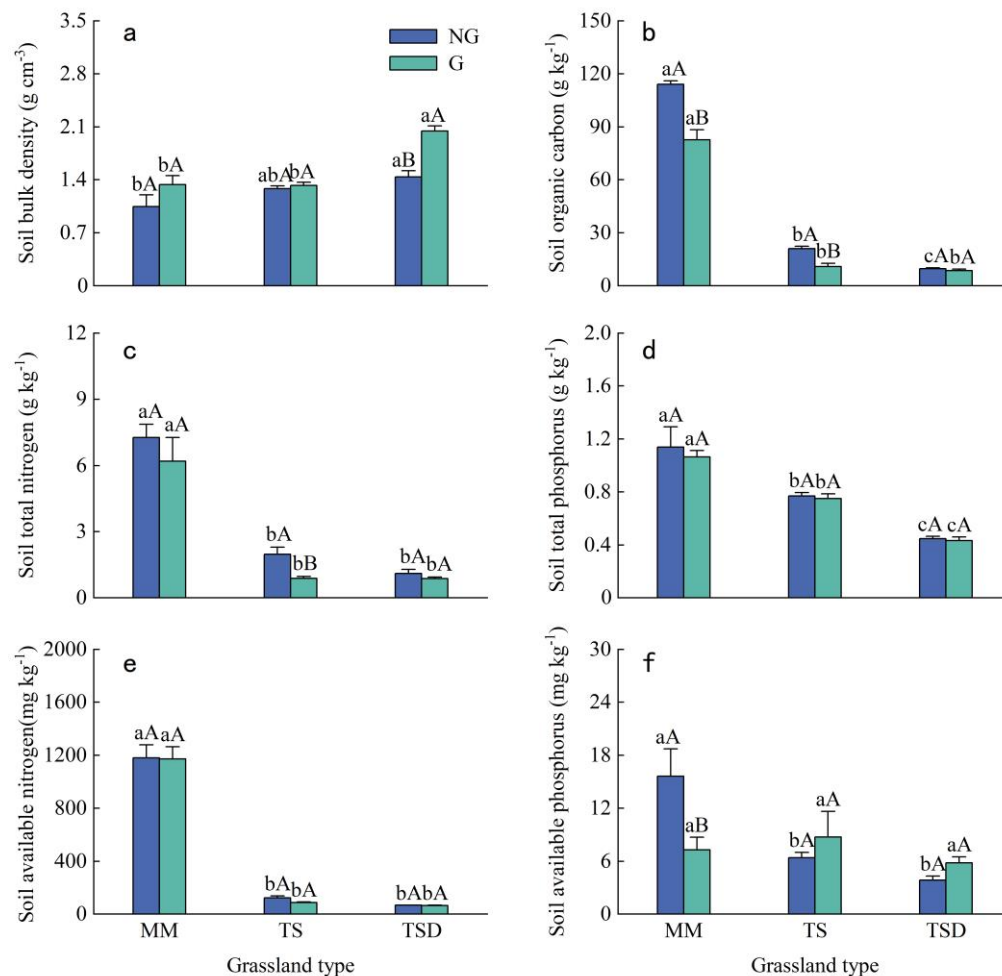 a
NG
G
Soil bulk density (g cm⁻³)
3.5
2.8
2.1
1.4
0.7
0
bA
bA
abA
bA
aB
aA
b
Soil organic carbon (g kg⁻¹)
150
120
90
60
30
0
aA
aB
bA
bB
cA
bA
c
Soil total nitrogen (g kg⁻¹)
12
9
6
3
0
aA
aA
bA
bB
bA
bA
d
Soil total phosphorus (g kg⁻¹)
2.0
1.6
1.2
0.8
0.4
0
aA
aA
bA
bA
cA
cA
e
Soil available nitrogen(mg kg⁻¹)
2000
1600
1200
800
400
0
aA
aA
bA
bA
bA
bA
MM
TS
TSD
Grassland type
f
Soil available phosphorus (mg kg⁻¹)
30
24
18
12
6
0
aA
aB
bA
aA
bA
aA
MM
TS
TSD
Grassland type